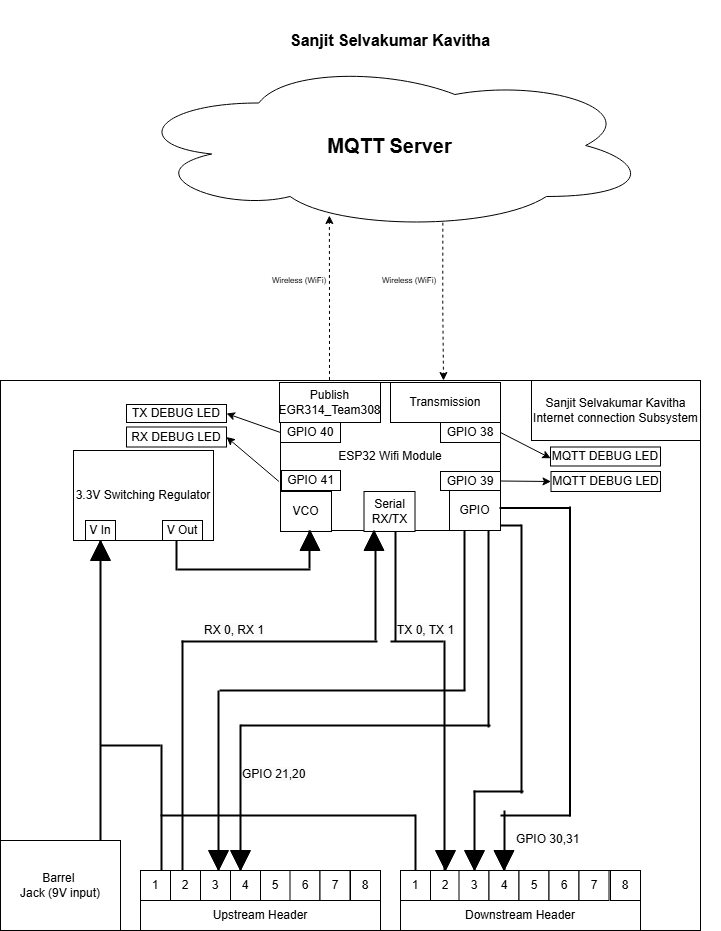 Sanjit Selvakumar Kavitha
MQTT Server
Wireless (WiFi)
Wireless (WiFi)
Publish
EGR314_Team308
Transmission
Sanjit Selvakumar Kavitha
Internet connection Subsystem
TX DEBUG LED
RX DEBUG LED
GPIO 40
GPIO 38
ESP32 Wifi Module
MQTT DEBUG LED
GPIO 41
GPIO 39
MQTT DEBUG LED
3.3V Switching Regulator
VCO
Serial
RX/TX
GPIO
V In
V Out
RX 0, RX 1
TX 0, TX 1
GPIO 21,20
GPIO 30,31
Barrel
Jack (9V input)
1 2 3 4 5 6 7 8
Upstream Header
1 2 3 4 5 6 7 8
Downstream Header